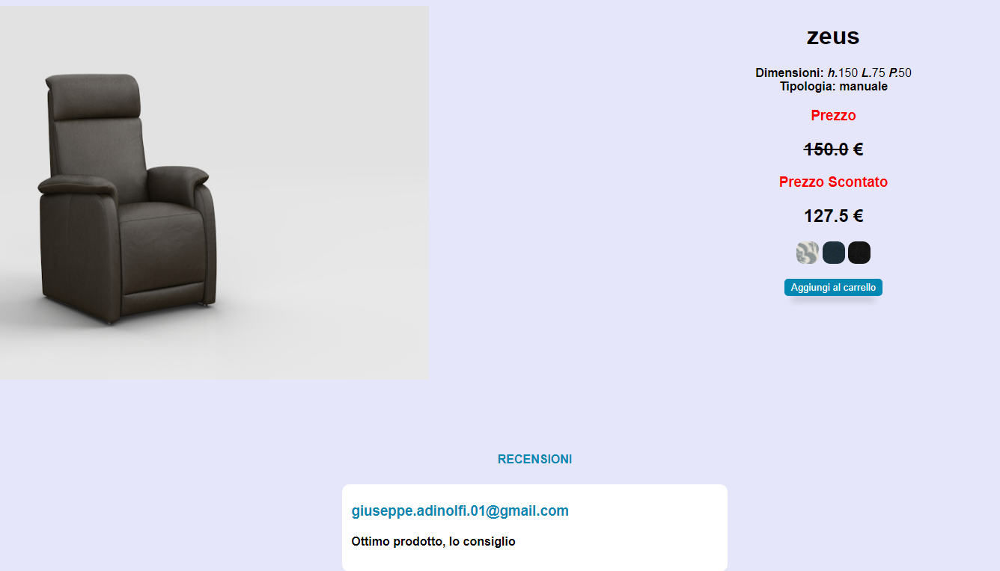 zeus
Dimensioni: h.150 L.75 P.50
Tipologia: manuale
Prezzo
150.0 €
Prezzo Scontato
127.5 €
Aggiungi al carrello
RECENSIONI
giuseppe.adinolfi.01@gmail.com
Ottimo prodotto, lo consiglio